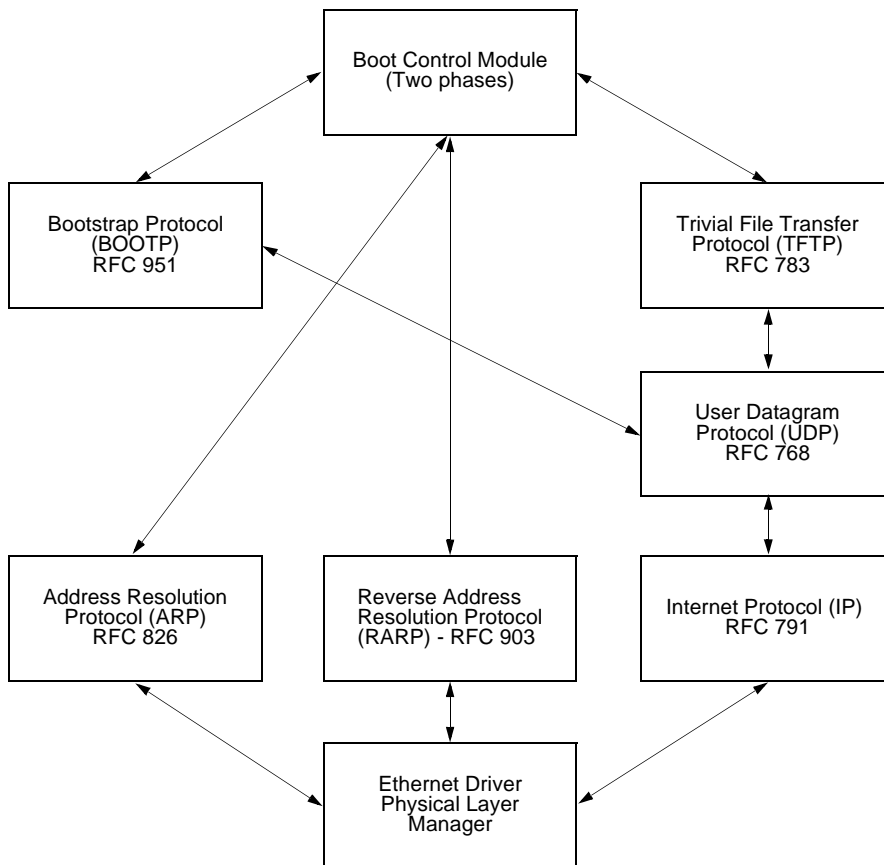 Boot Control Module
(Two phases)
Bootstrap Protocol
(BOOTP)
RFC 951
Trivial File Transfer
Protocol (TFTP)
RFC 783
User Datagram
Protocol (UDP)
RFC 768
Address Resolution
Protocol (ARP)
RFC 826
Reverse Address
Resolution Protocol
(RARP) - RFC 903
Internet Protocol (IP)
RFC 791
Ethernet Driver
Physical Layer
Manager